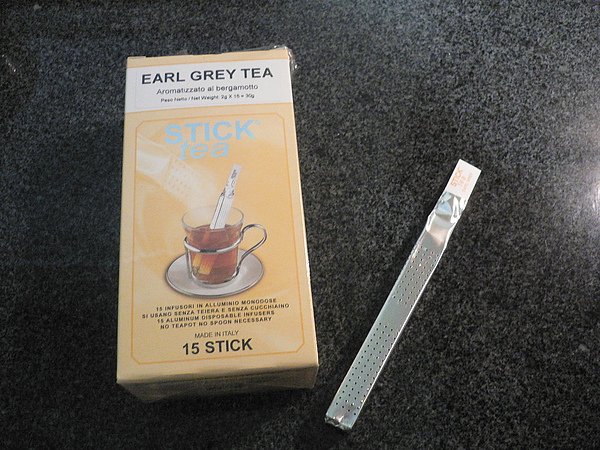 EARL GREY TEA
Aromatizzato al bergamotto
Peso Netto / Net Weight: 2g X 15 = 30g
STICK
tea
15 INFUSORI IN ALLUMINIO MONODOSE
SI USANO SENZA TEIERA E SENZA CUCCHIAINO
15 ALUMINUM DISPOSABLE INFUSERS
NO TEAPOT NO SPOON NECESSARY
MADE IN ITALY
15 STICK
STICK